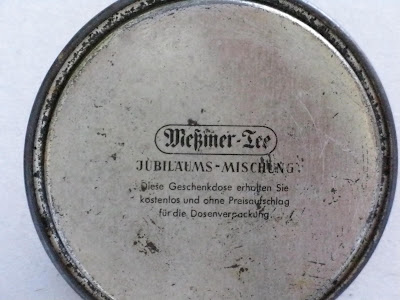 Meßmer-Tee
JUBILÄUMS-MISCHUNG
Diese Geschenkdose erhalten Sie
kostenlos und ohne Preisaufschlag
für die Dosenverpackung